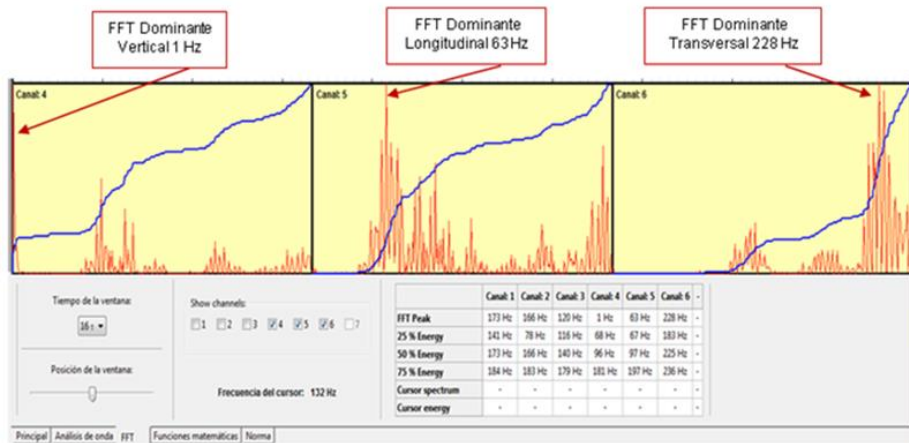 FFT Dominante
Vertical 1 Hz
FFT Dominante
Longitudinal 63 Hz
FFT Dominante
Transversal 228 Hz
Canal: 4
Canal: 5
Canal: 6
Tiempo de la ventana:
16 s
Posición de la ventana:
Show channels:
1 2 3 4 5 6 7
Frecuencia del cursor: 132 Hz
Canal: 1 Canal: 2 Canal: 3 Canal: 4 Canal: 5 Canal: 6 -
FFT Peak 173 Hz 166 Hz 120 Hz 1 Hz 63 Hz 228 Hz -
25 % Energy 141 Hz 78 Hz 116 Hz 68 Hz 67 Hz 183 Hz -
50 % Energy 173 Hz 166 Hz 140 Hz 96 Hz 97 Hz 225 Hz -
75 % Energy 184 Hz 183 Hz 179 Hz 181 Hz 197 Hz 236 Hz -
Cursor spectrum - - - - - - -
Cursor energy - - - - - - -
Principal Análisis de onda FFT Funciones matemáticas Norma